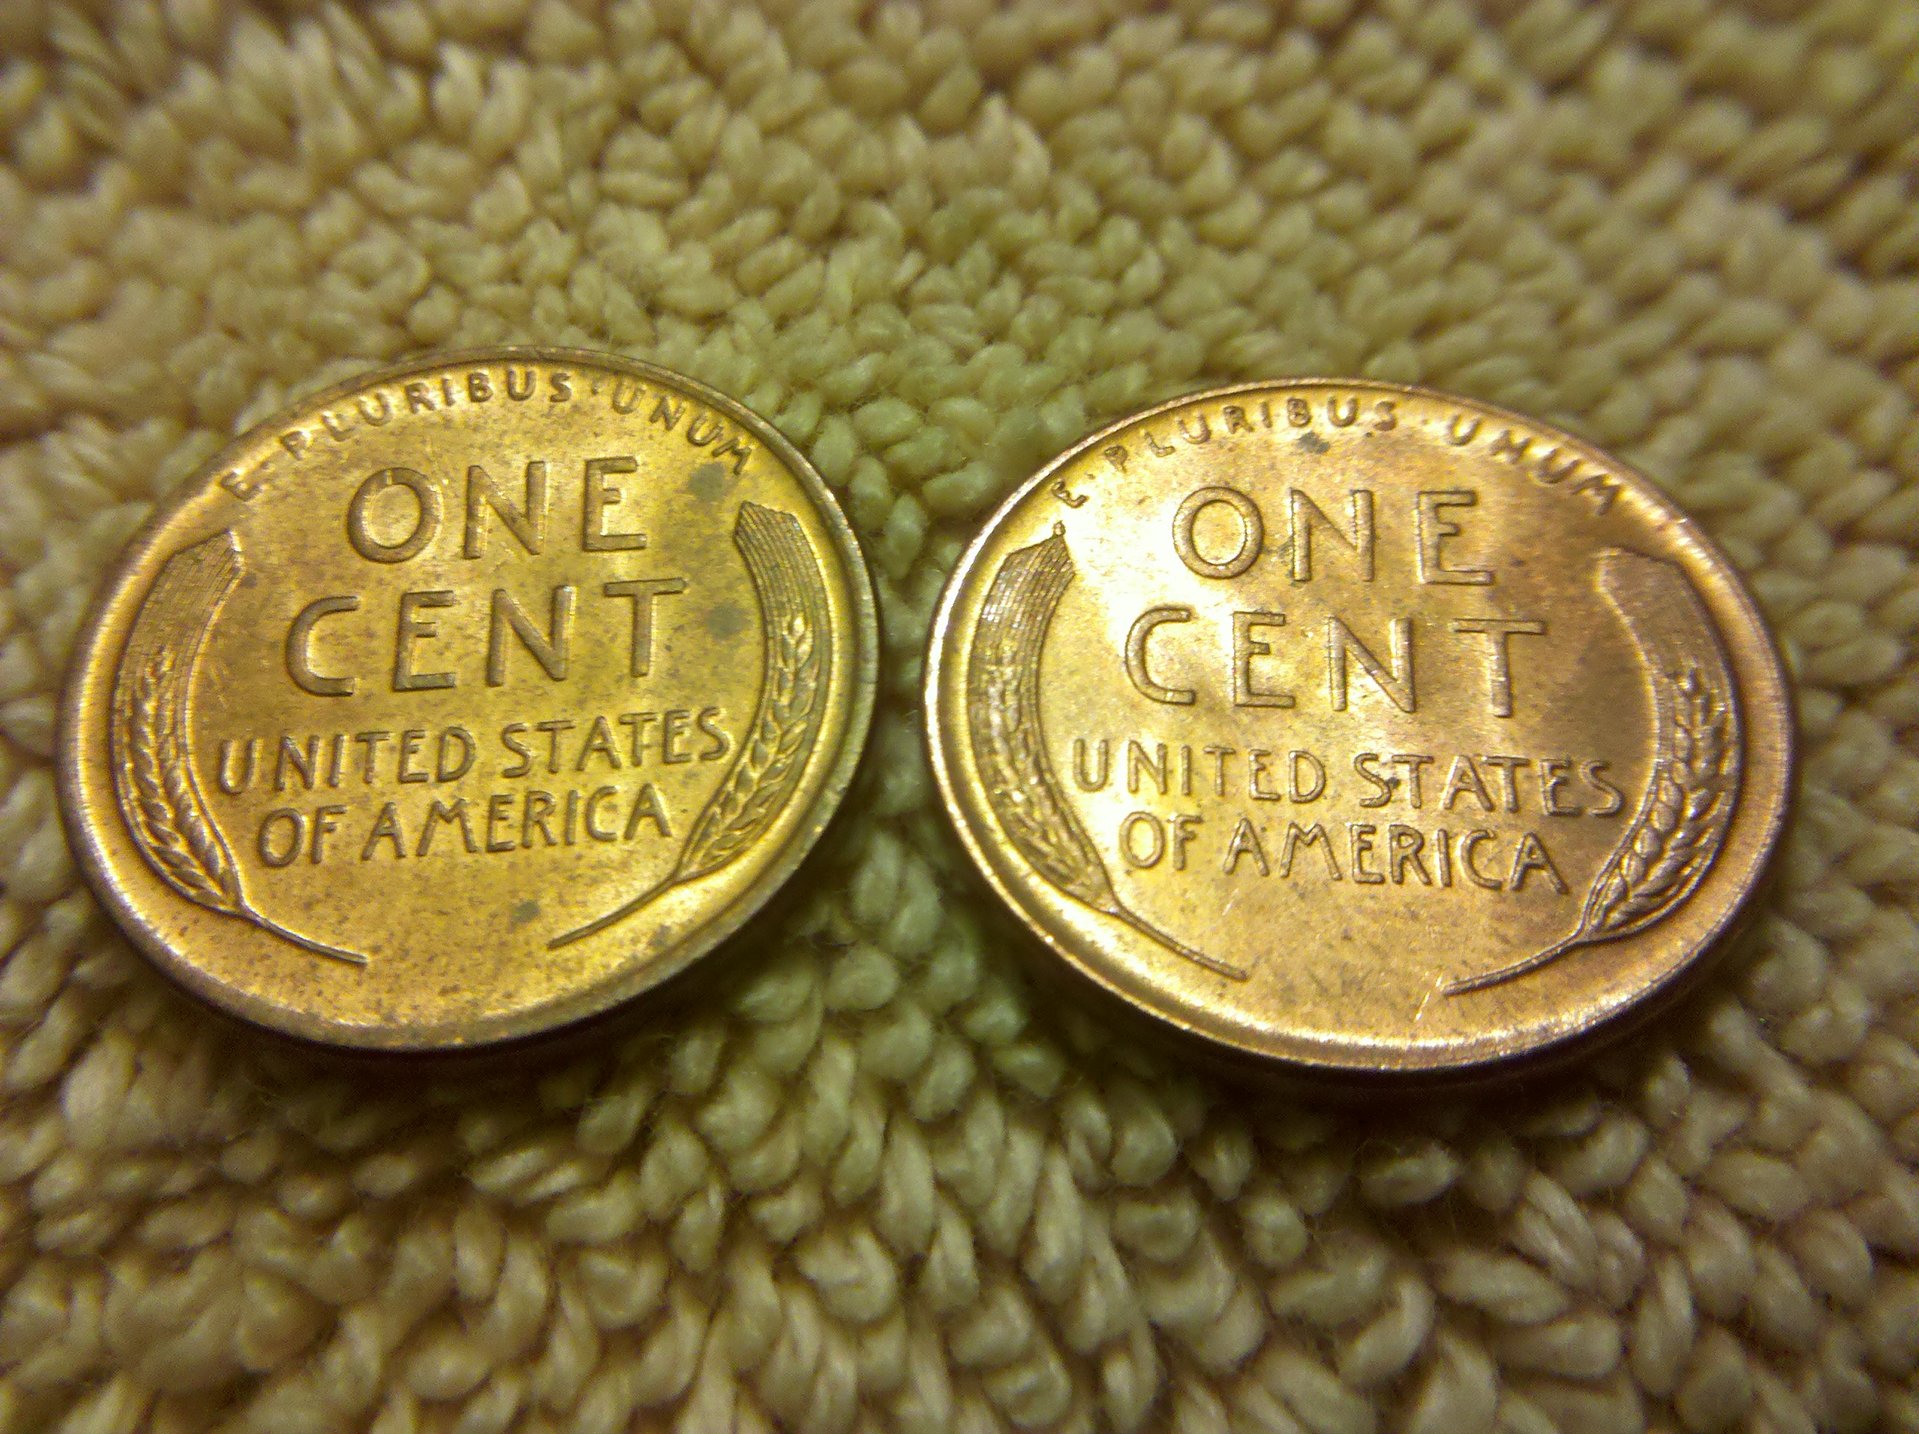 E·PLURIBUS·UNUM
ONE
CENT
UNITED STATES
OF AMERICA
E·PLURIBUS·UNUM
ONE
CENT
UNITED STATES
OF AMERICA